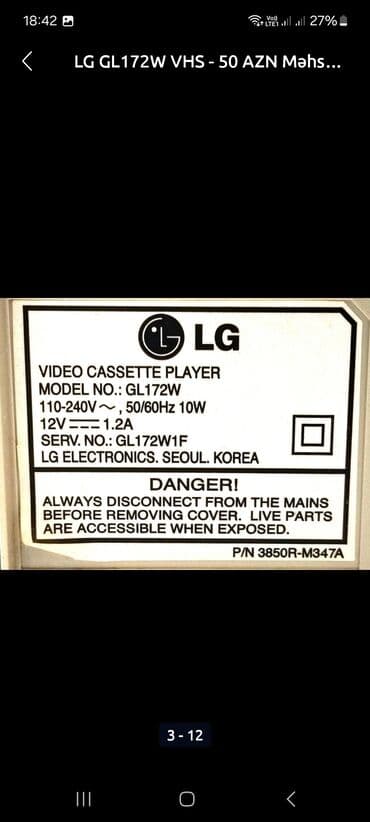 18:42 Vo)) LTE1 27%
LG GL172W VHS - 50 AZN Məhs...
LG
VIDEO CASSETTE PLAYER
MODEL NO.: GL172W
110-240V~, 50/60Hz 10W
12V⎓ 1.2A
SERV. NO.: GL172W1F
LG ELECTRONICS. SEOUL. KOREA
DANGER!
ALWAYS DISCONNECT FROM THE MAINS
BEFORE REMOVING COVER. LIVE PARTS
ARE ACCESSIBLE WHEN EXPOSED.
P/N 3850R-M347A
3 - 12